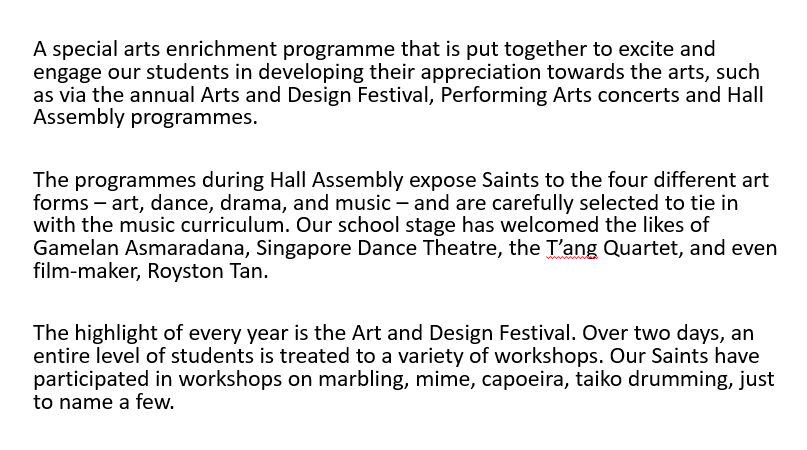 A special arts enrichment programme that is put together to excite and
engage our students in developing their appreciation towards the arts, such
as via the annual Arts and Design Festival, Performing Arts concerts and Hall
Assembly programmes.
The programmes during Hall Assembly expose Saints to the four different art
forms – art, dance, drama, and music – and are carefully selected to tie in
with the music curriculum. Our school stage has welcomed the likes of
Gamelan Asmaradana, Singapore Dance Theatre, the T’ang Quartet, and even
film-maker, Royston Tan.
The highlight of every year is the Art and Design Festival. Over two days, an
entire level of students is treated to a variety of workshops. Our Saints have
participated in workshops on marbling, mime, capoeira, taiko drumming, just
to name a few.